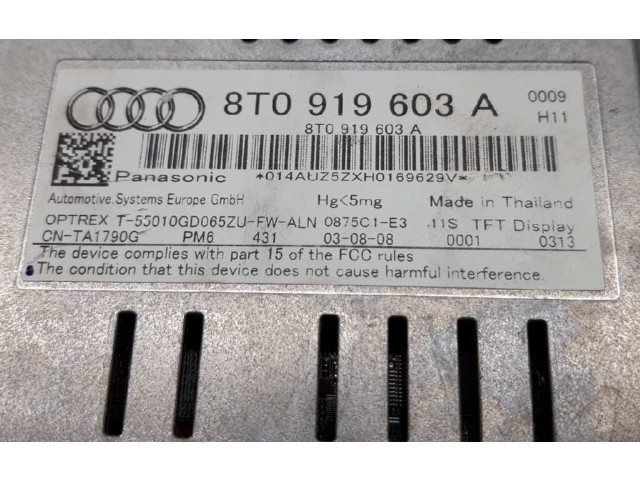 8T0 919 603 A 0009
H11
8T0 919 603 A
Panasonic *014AUZ5ZXH0169629V*
Automotive Systems Europe GmbH Hg<5mg Made in Thailand
OPTREX T-55010GD065ZU-FW-ALN 0875C1-E3 .11S TFT Display
CN-TA1790G PM6 431 03-08-08 0001 0313
The device complies with part 15 of the FCC rules
The condition that this device does not cause harmful interference.